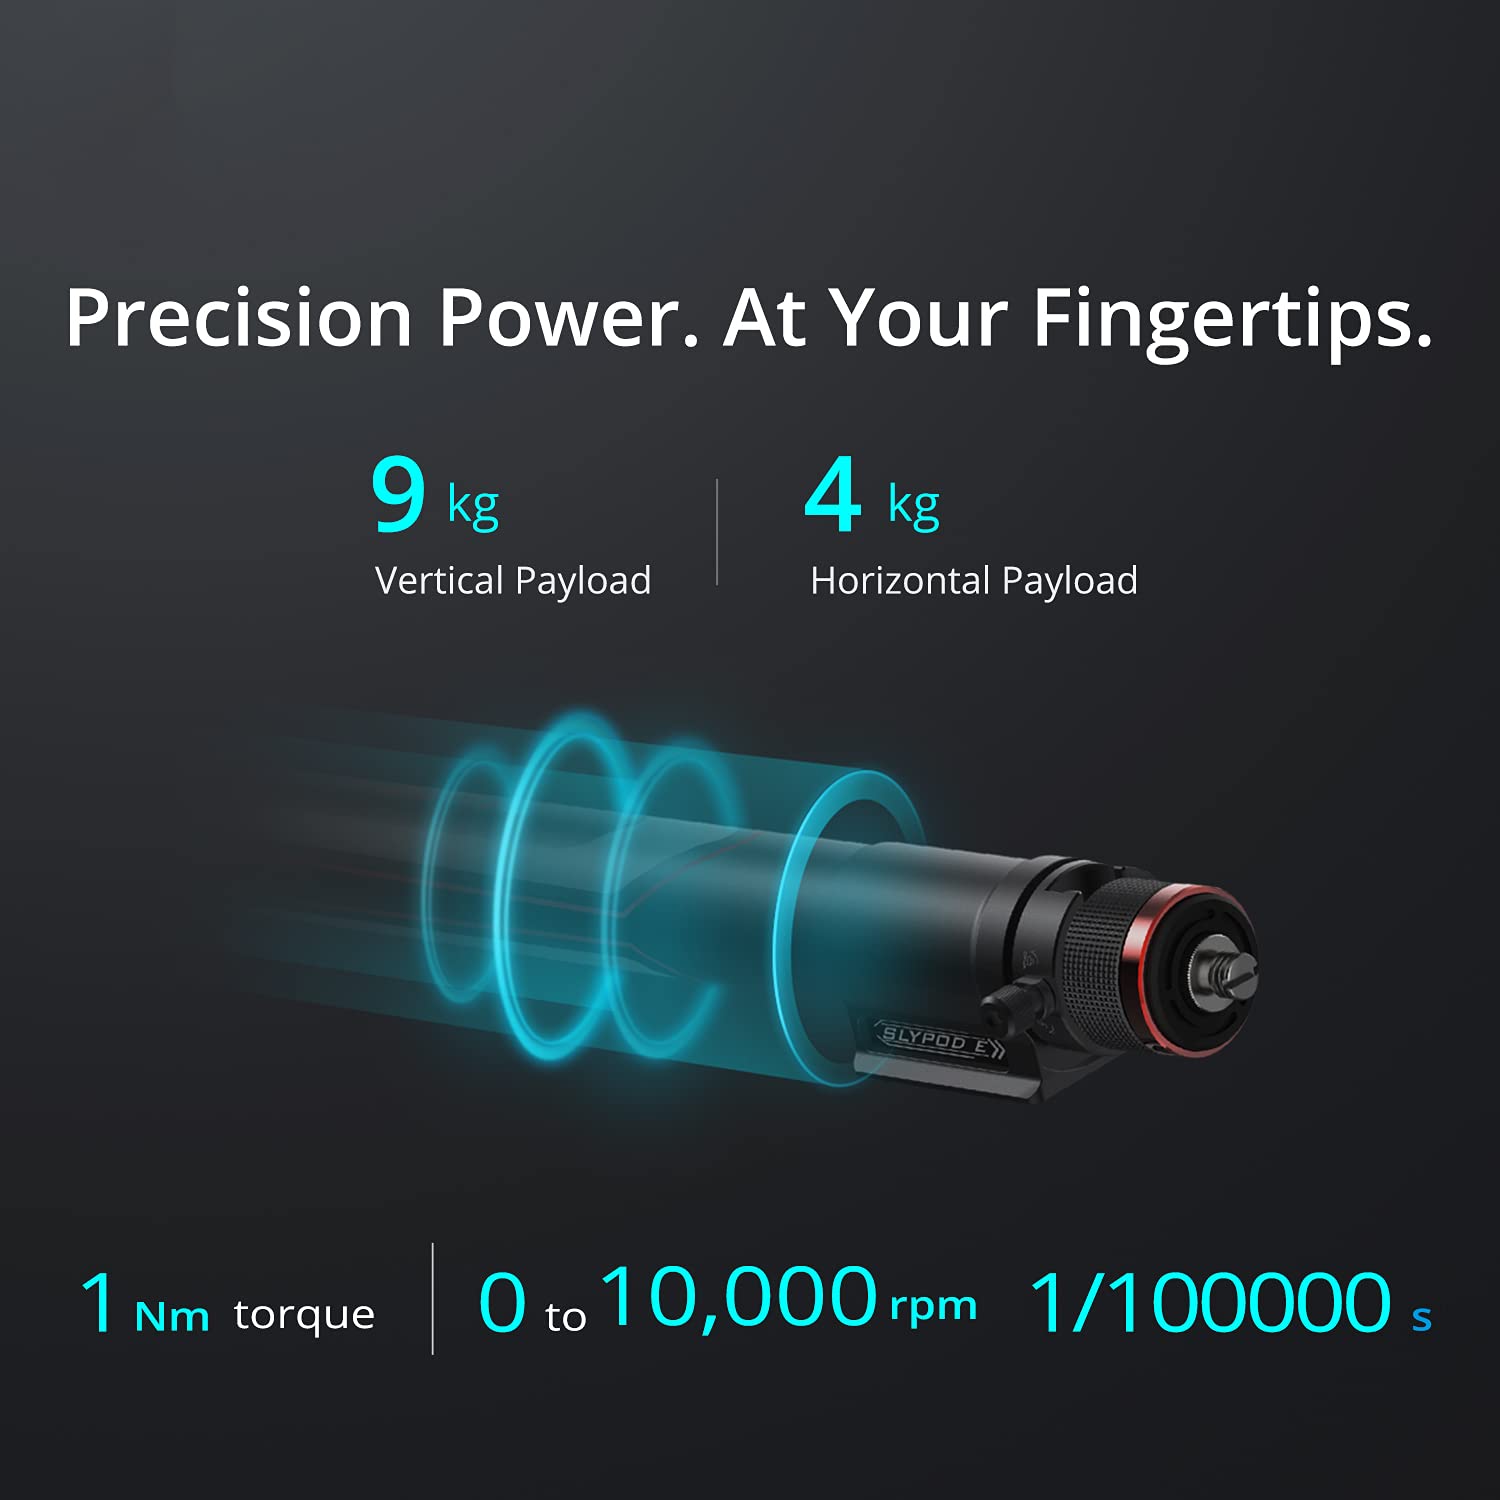 Precision Power. At Your Fingertips.
9 kg
Vertical Payload
4 kg
Horizontal Payload
SLYPOD E
1 Nm torque
0 to 10,000 rpm
1/100000 s